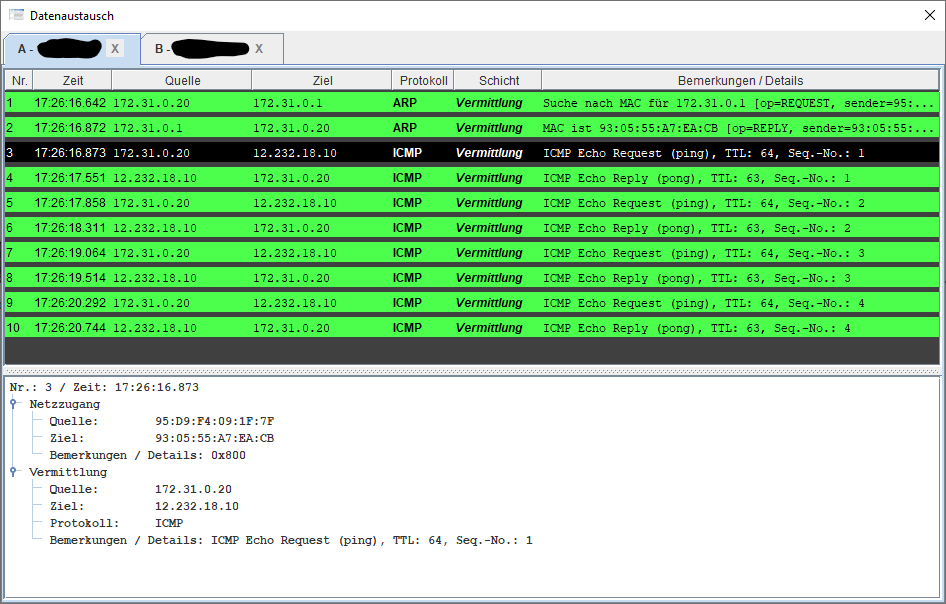 Datenaustausch
A - X B - X
Nr. Zeit Quelle Ziel Protokoll Schicht Bemerkungen / Details
1 17:26:16.642 172.31.0.20 172.31.0.1 ARP Vermittlung Suche nach MAC für 172.31.0.1 [op=REQUEST, sender=95:...
2 17:26:16.872 172.31.0.1 172.31.0.20 ARP Vermittlung MAC ist 93:05:55:A7:EA:CB [op=REPLY, sender=93:05:55:...
3 17:26:16.873 172.31.0.20 12.232.18.10 ICMP Vermittlung ICMP Echo Request (ping), TTL: 64, Seq.-No.: 1
4 17:26:17.551 12.232.18.10 172.31.0.20 ICMP Vermittlung ICMP Echo Reply (pong), TTL: 63, Seq.-No.: 1
5 17:26:17.858 172.31.0.20 12.232.18.10 ICMP Vermittlung ICMP Echo Request (ping), TTL: 64, Seq.-No.: 2
6 17:26:18.311 12.232.18.10 172.31.0.20 ICMP Vermittlung ICMP Echo Reply (pong), TTL: 63, Seq.-No.: 2
7 17:26:19.064 172.31.0.20 12.232.18.10 ICMP Vermittlung ICMP Echo Request (ping), TTL: 64, Seq.-No.: 3
8 17:26:19.514 12.232.18.10 172.31.0.20 ICMP Vermittlung ICMP Echo Reply (pong), TTL: 63, Seq.-No.: 3
9 17:26:20.292 172.31.0.20 12.232.18.10 ICMP Vermittlung ICMP Echo Request (ping), TTL: 64, Seq.-No.: 4
10 17:26:20.744 12.232.18.10 172.31.0.20 ICMP Vermittlung ICMP Echo Reply (pong), TTL: 63, Seq.-No.: 4
Nr.: 3 / Zeit: 17:26:16.873
Netzzugang
Quelle: 95:D9:F4:09:1F:7F
Ziel: 93:05:55:A7:EA:CB
Bemerkungen / Details: 0x800
Vermittlung
Quelle: 172.31.0.20
Ziel: 12.232.18.10
Protokoll: ICMP
Bemerkungen / Details: ICMP Echo Request (ping), TTL: 64, Seq.-No.: 1